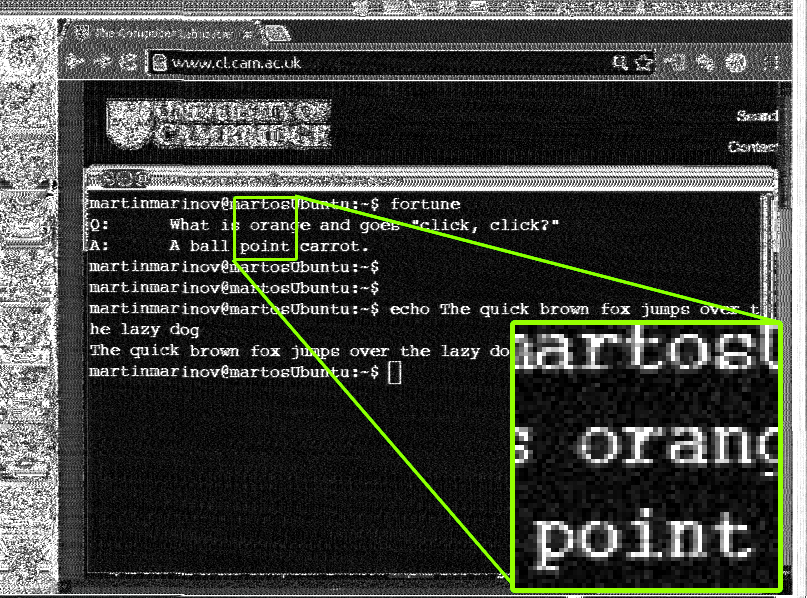 The Computer Laborator
www.cl.cam.ac.uk
UNIVERSITY OF
CAMBRIDGE
Search
Contact
martinmarinov@martosUbuntu:~$ fortune
Q: What is orange and goes "click, click?"
A: A ball point carrot.
martinmarinov@martosUbuntu:~$
martinmarinov@martosUbuntu:~$
martinmarinov@martosUbuntu:~$ echo The quick brown fox jumps over t
he lazy dog
The quick brown fox jumps over the lazy do
martinmarinov@martosUbuntu:~$
martosU
s orang
point